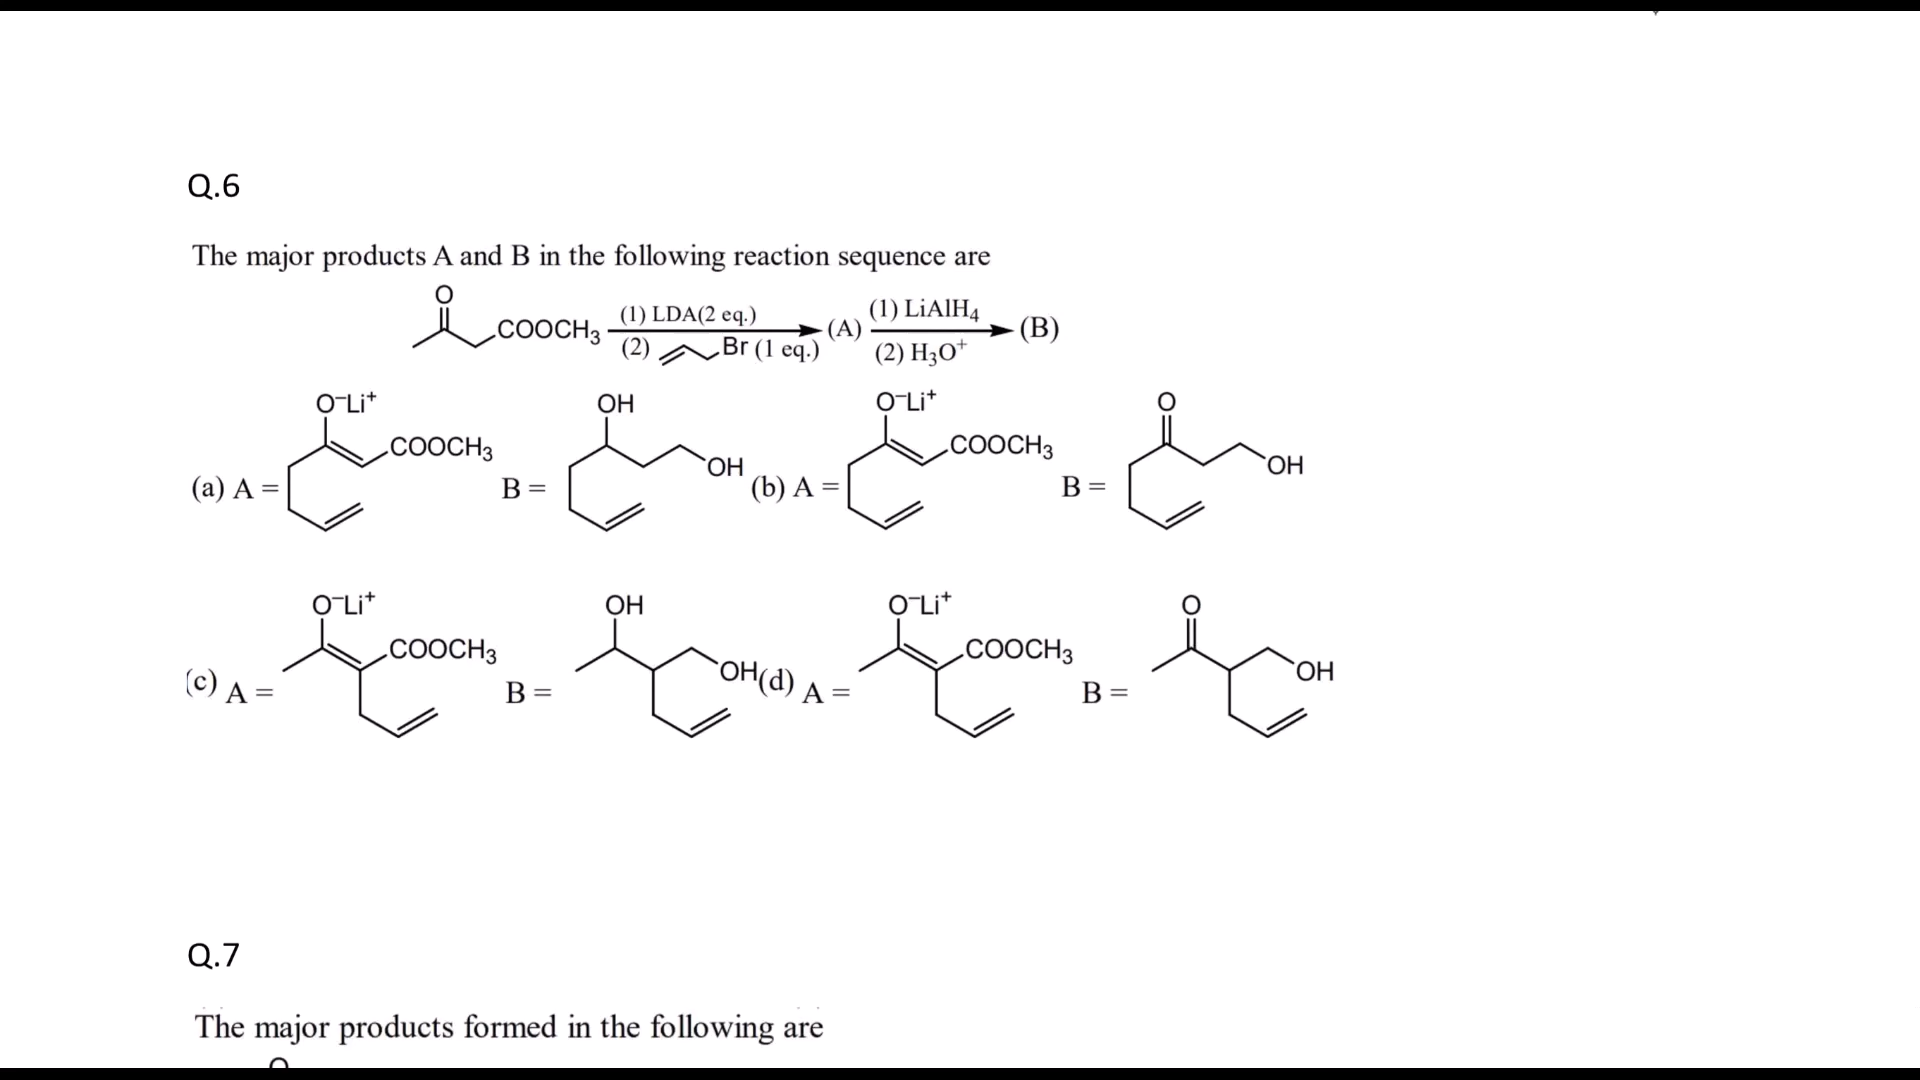 Q.6
The major products A and B in the following reaction sequence are
O
COOCH₃ (1) LDA(2 eq.) (2) Br (1 eq.) (A) (1) LiAlH₄ (2) H₃O⁺ (B)
(a) A = O⁻Li⁺ COOCH₃ B = OH OH (b) A = O⁻Li⁺ COOCH₃ B = O OH
(c) A = O⁻Li⁺ COOCH₃ B = OH OH (d) A = O⁻Li⁺ COOCH₃ B = O OH
Q.7
The major products formed in the following are